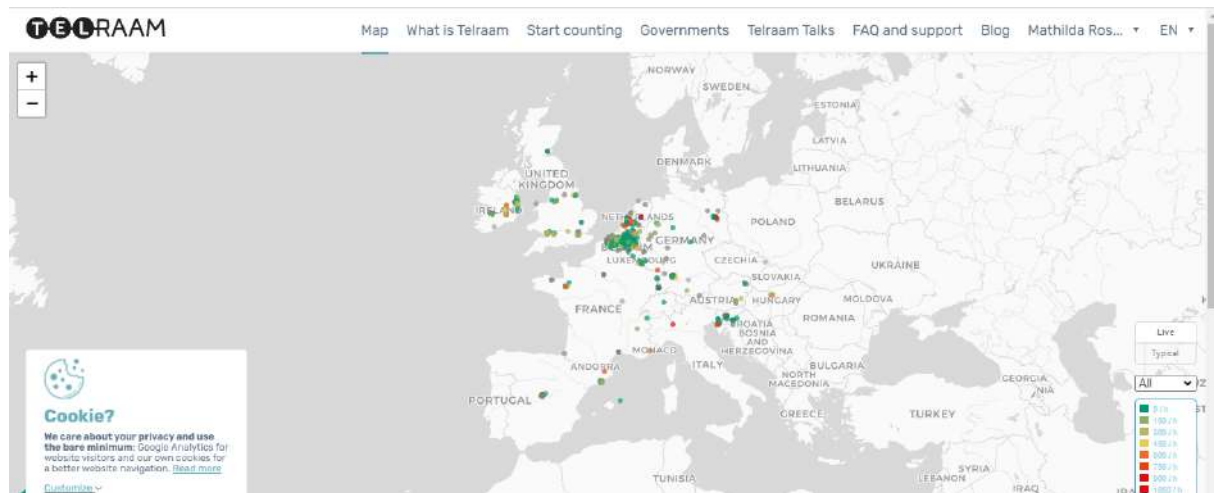 TELRAAM
Map What is Telraam Start counting Governments Telraam Talks FAQ and support Blog Mathilda Ros... EN
+
−
NORWAY
SWEDEN
ESTONIA
LATVIA
DENMARK
LITHUANIA
UNITED
KINGDOM
BELARUS
IRELAND
NETHERLANDS
POLAND
GERMANY
BELGIUM
LUXEMBOURG
CZECHIA
UKRAINE
SLOVAKIA
AUSTRIA
HUNGARY
MOLDOVA
FRANCE
ROMANIA
CROATIA
BOSNIA
AND
HERZEGOVINA
MONACO
ITALY
BULGARIA
ANDORRA
NORTH
MACEDONIA
GEORGIA
PORTUGAL
GREECE
TURKEY
SYRIA
LEBANON
IRAQ
TUNISIA
Live
Typical
All
0 / h
Cookie?
We care about your privacy and use
the bare minimum: Google Analytics for
website visitors and our own cookies for
a better website navigation. Read more
Customize